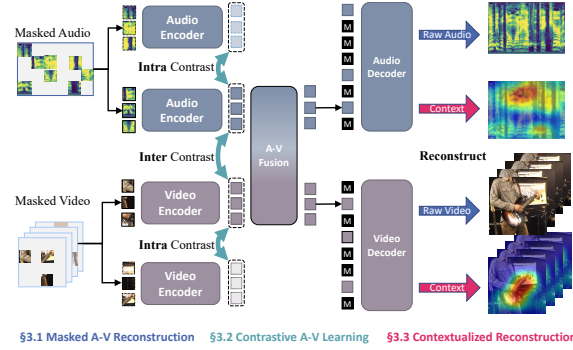 Masked Audio
Audio
Encoder
Intra Contrast
Audio
Encoder
Inter Contrast
Masked Video
Video
Encoder
Intra Contrast
Video
Encoder
A-V
Fusion
M
M
M
M
M
Audio
Decoder
Raw Audio
Context
Reconstruct
M
M
M
M
M
Video
Decoder
Raw Video
Context
§3.1 Masked A-V Reconstruction
§3.2 Contrastive A-V Learning
§3.3 Contextualized Reconstruction